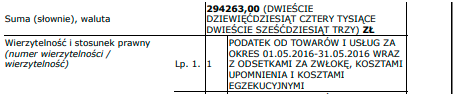 294263,00 (DWIEŚCIE
Suma (słownie), waluta
DZIEWIĘĆDZIESIĄT CZTERY TYSIĄCE
DWIEŚCIE SZEŚĆDZIESIĄT TRZY) ZŁ
Wierzytelność i stosunek prawny
(numer wierzytelności /
wierzytelność)
Lp. 1. 1
PODATEK OD TOWARÓW I USŁUG ZA
OKRES 01.05.2016-31.05.2016 WRAZ
Z ODSETKAMI ZA ZWŁOKĘ, KOSZTAMI
UPOMNIENIA I KOSZTAMI
EGZEKUCYJNYMI